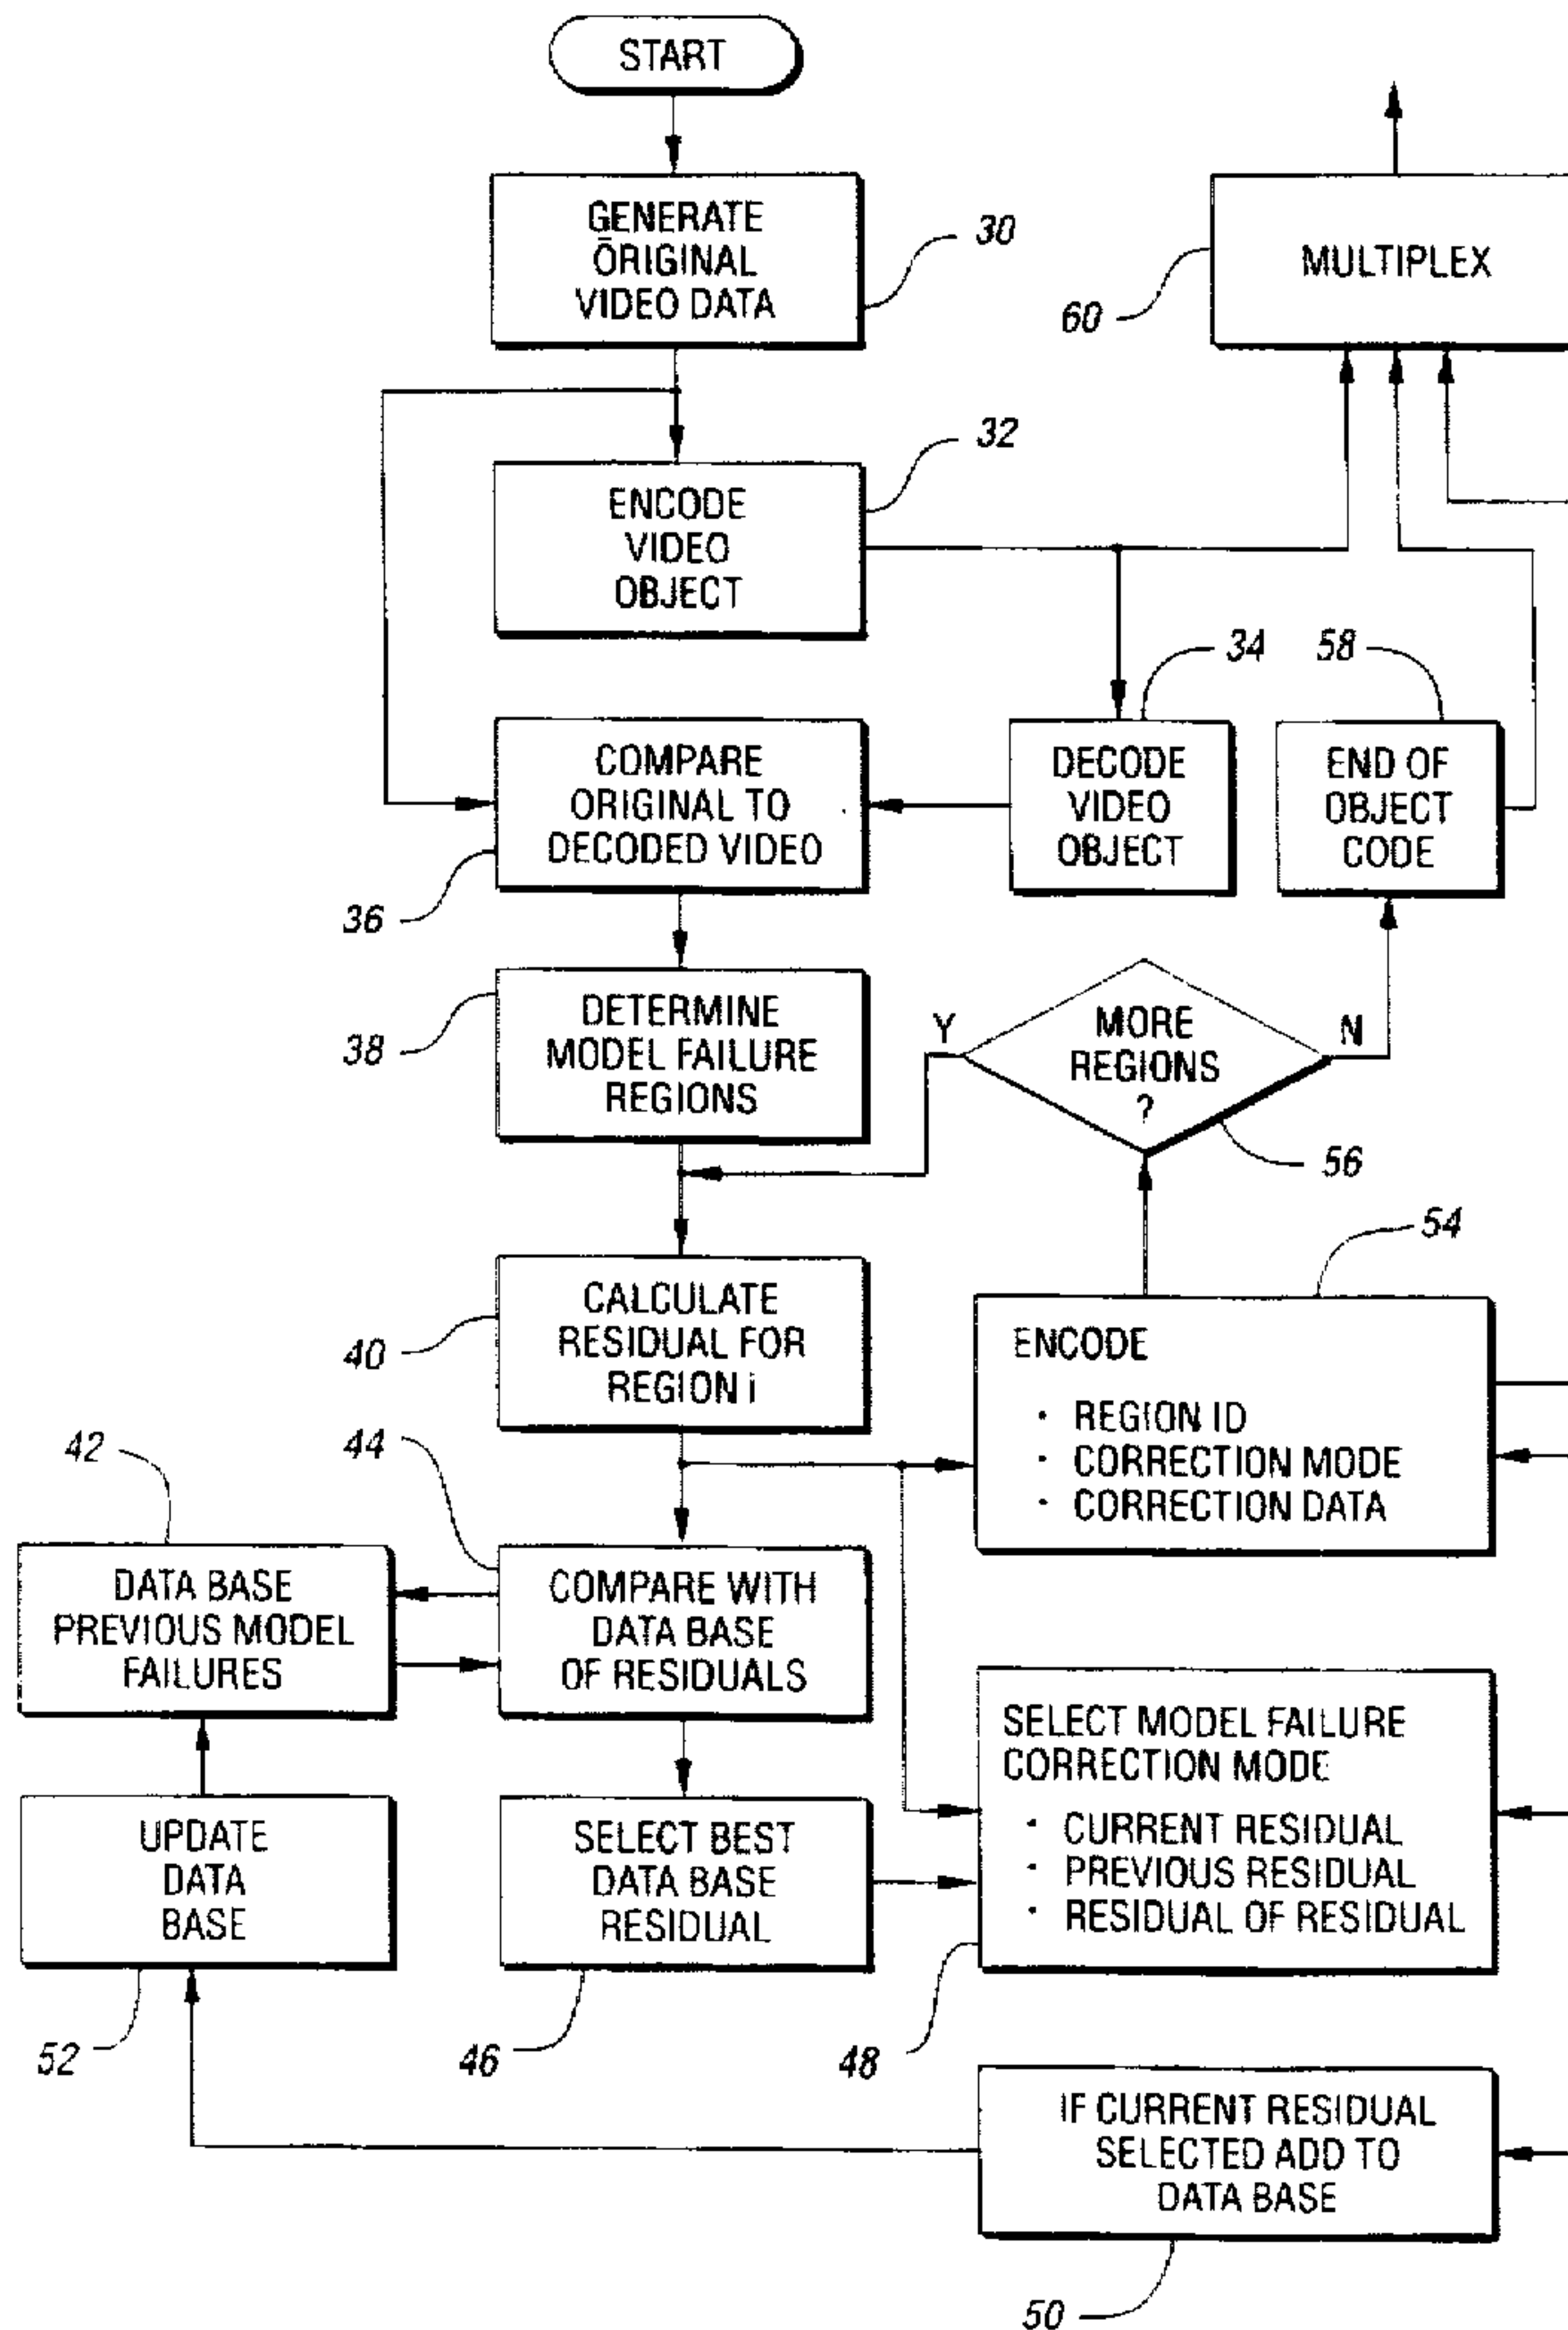 START
GENERATE
ORIGINAL
VIDEO DATA
30
MULTIPLEX
60
ENCODE
VIDEO
OBJECT
32
COMPARE
ORIGINAL TO
DECODED VIDEO
36
DECODE
VIDEO
OBJECT
34
END OF
OBJECT
CODE
58
DETERMINE
MODEL FAILURE
REGIONS
38
Y
MORE
REGIONS
?
N
56
CALCULATE
RESIDUAL FOR
REGION i
40
ENCODE
· REGION ID
· CORRECTION MODE
· CORRECTION DATA
54
42
DATA BASE
PREVIOUS MODEL
FAILURES
44
COMPARE WITH
DATA BASE
OF RESIDUALS
SELECT MODEL FAILURE
CORRECTION MODE
· CURRENT RESIDUAL
· PREVIOUS RESIDUAL
· RESIDUAL OF RESIDUAL
48
UPDATE
DATA
BASE
52
SELECT BEST
DATA BASE
RESIDUAL
46
IF CURRENT RESIDUAL
SELECTED ADD TO
DATA BASE
50